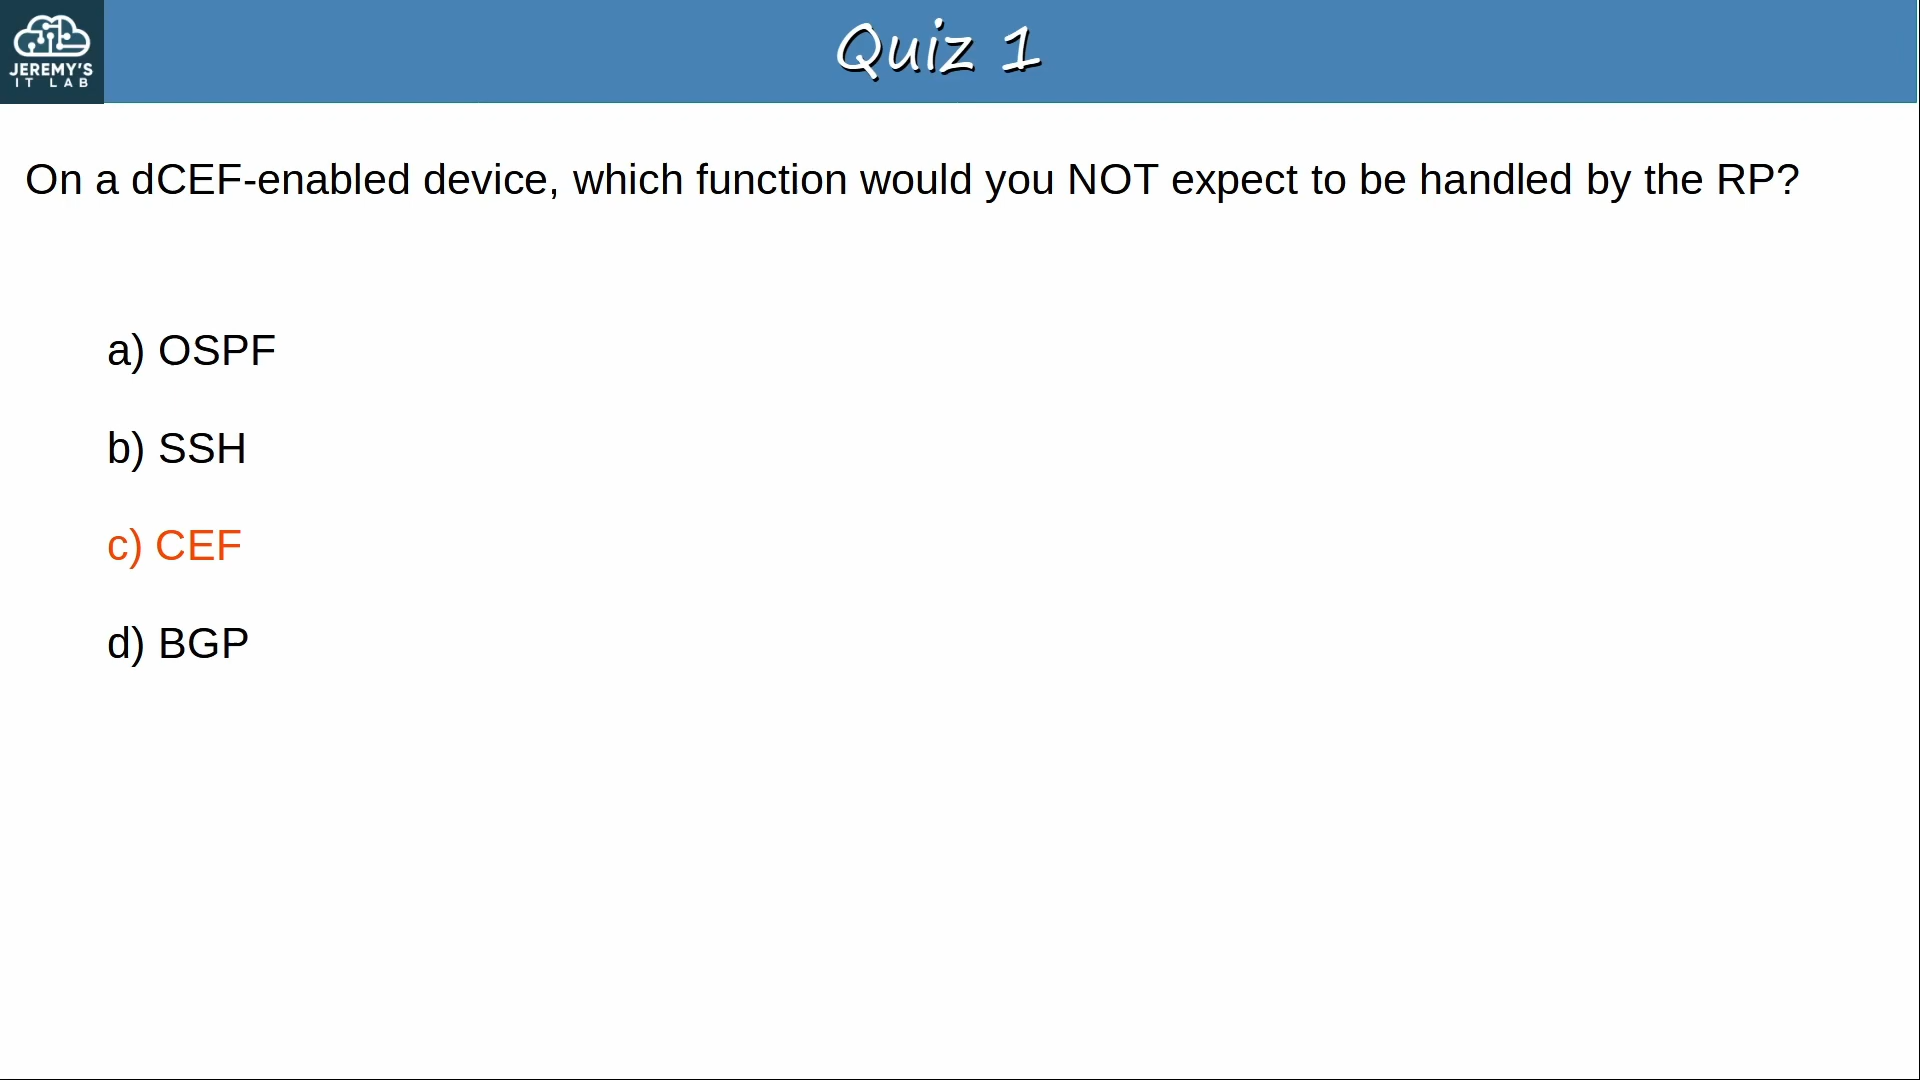 JEREMY'S
IT LAB
Quiz 1
On a dCEF-enabled device, which function would you NOT expect to be handled by the RP?
a) OSPF
b) SSH
c) CEF
d) BGP